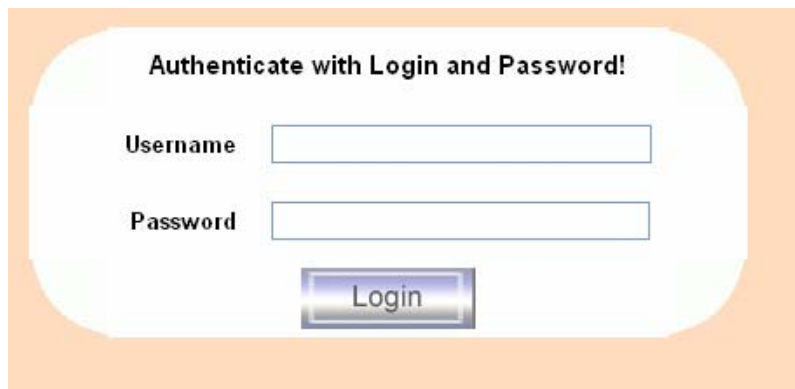 Authenticate with Login and Password!
Username
Password
Login